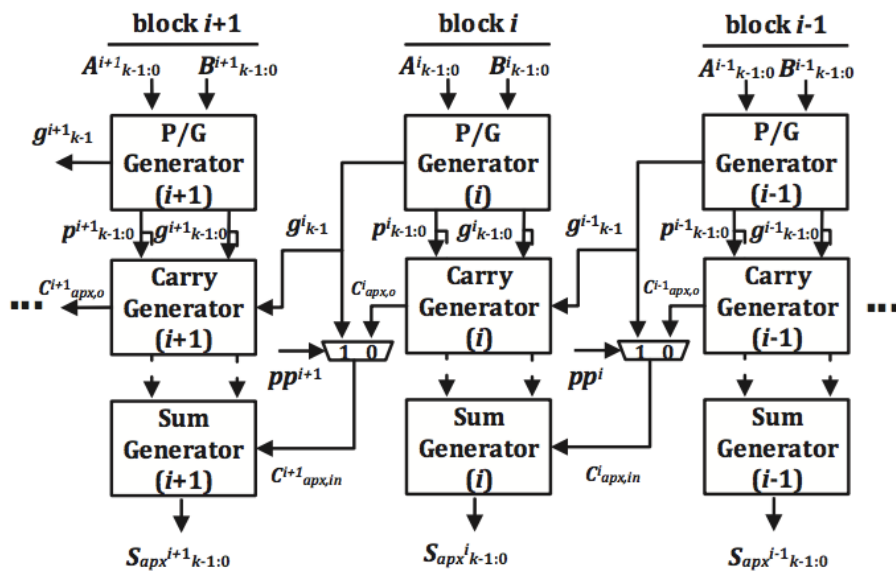 block i+1 block i block i-1
A^{i+1}_{k-1:0} B^{i+1}_{k-1:0} A^{i}_{k-1:0} B^{i}_{k-1:0} A^{i-1}_{k-1:0} B^{i-1}_{k-1:0}
g^{i+1}_{k-1}
P/G
Generator
(i+1)
P/G
Generator
(i)
P/G
Generator
(i-1)
p^{i+1}_{k-1:0} g^{i+1}_{k-1:0} g^{i}_{k-1} p^{i}_{k-1:0} g^{i}_{k-1:0} g^{i-1}_{k-1} p^{i-1}_{k-1:0} g^{i-1}_{k-1:0}
... C^{i+1}_{apx,o}
Carry
Generator
(i+1)
C^{i}_{apx,o}
Carry
Generator
(i)
C^{i-1}_{apx,o}
Carry
Generator
(i-1)
...
pp^{i+1} 1 0
pp^{i} 1 0
Sum
Generator
(i+1)
C^{i+1}_{apx,in}
Sum
Generator
(i)
C^{i}_{apx,in}
Sum
Generator
(i-1)
S_{apx}^{i+1}_{k-1:0} S_{apx}^{i}_{k-1:0} S_{apx}^{i-1}_{k-1:0}